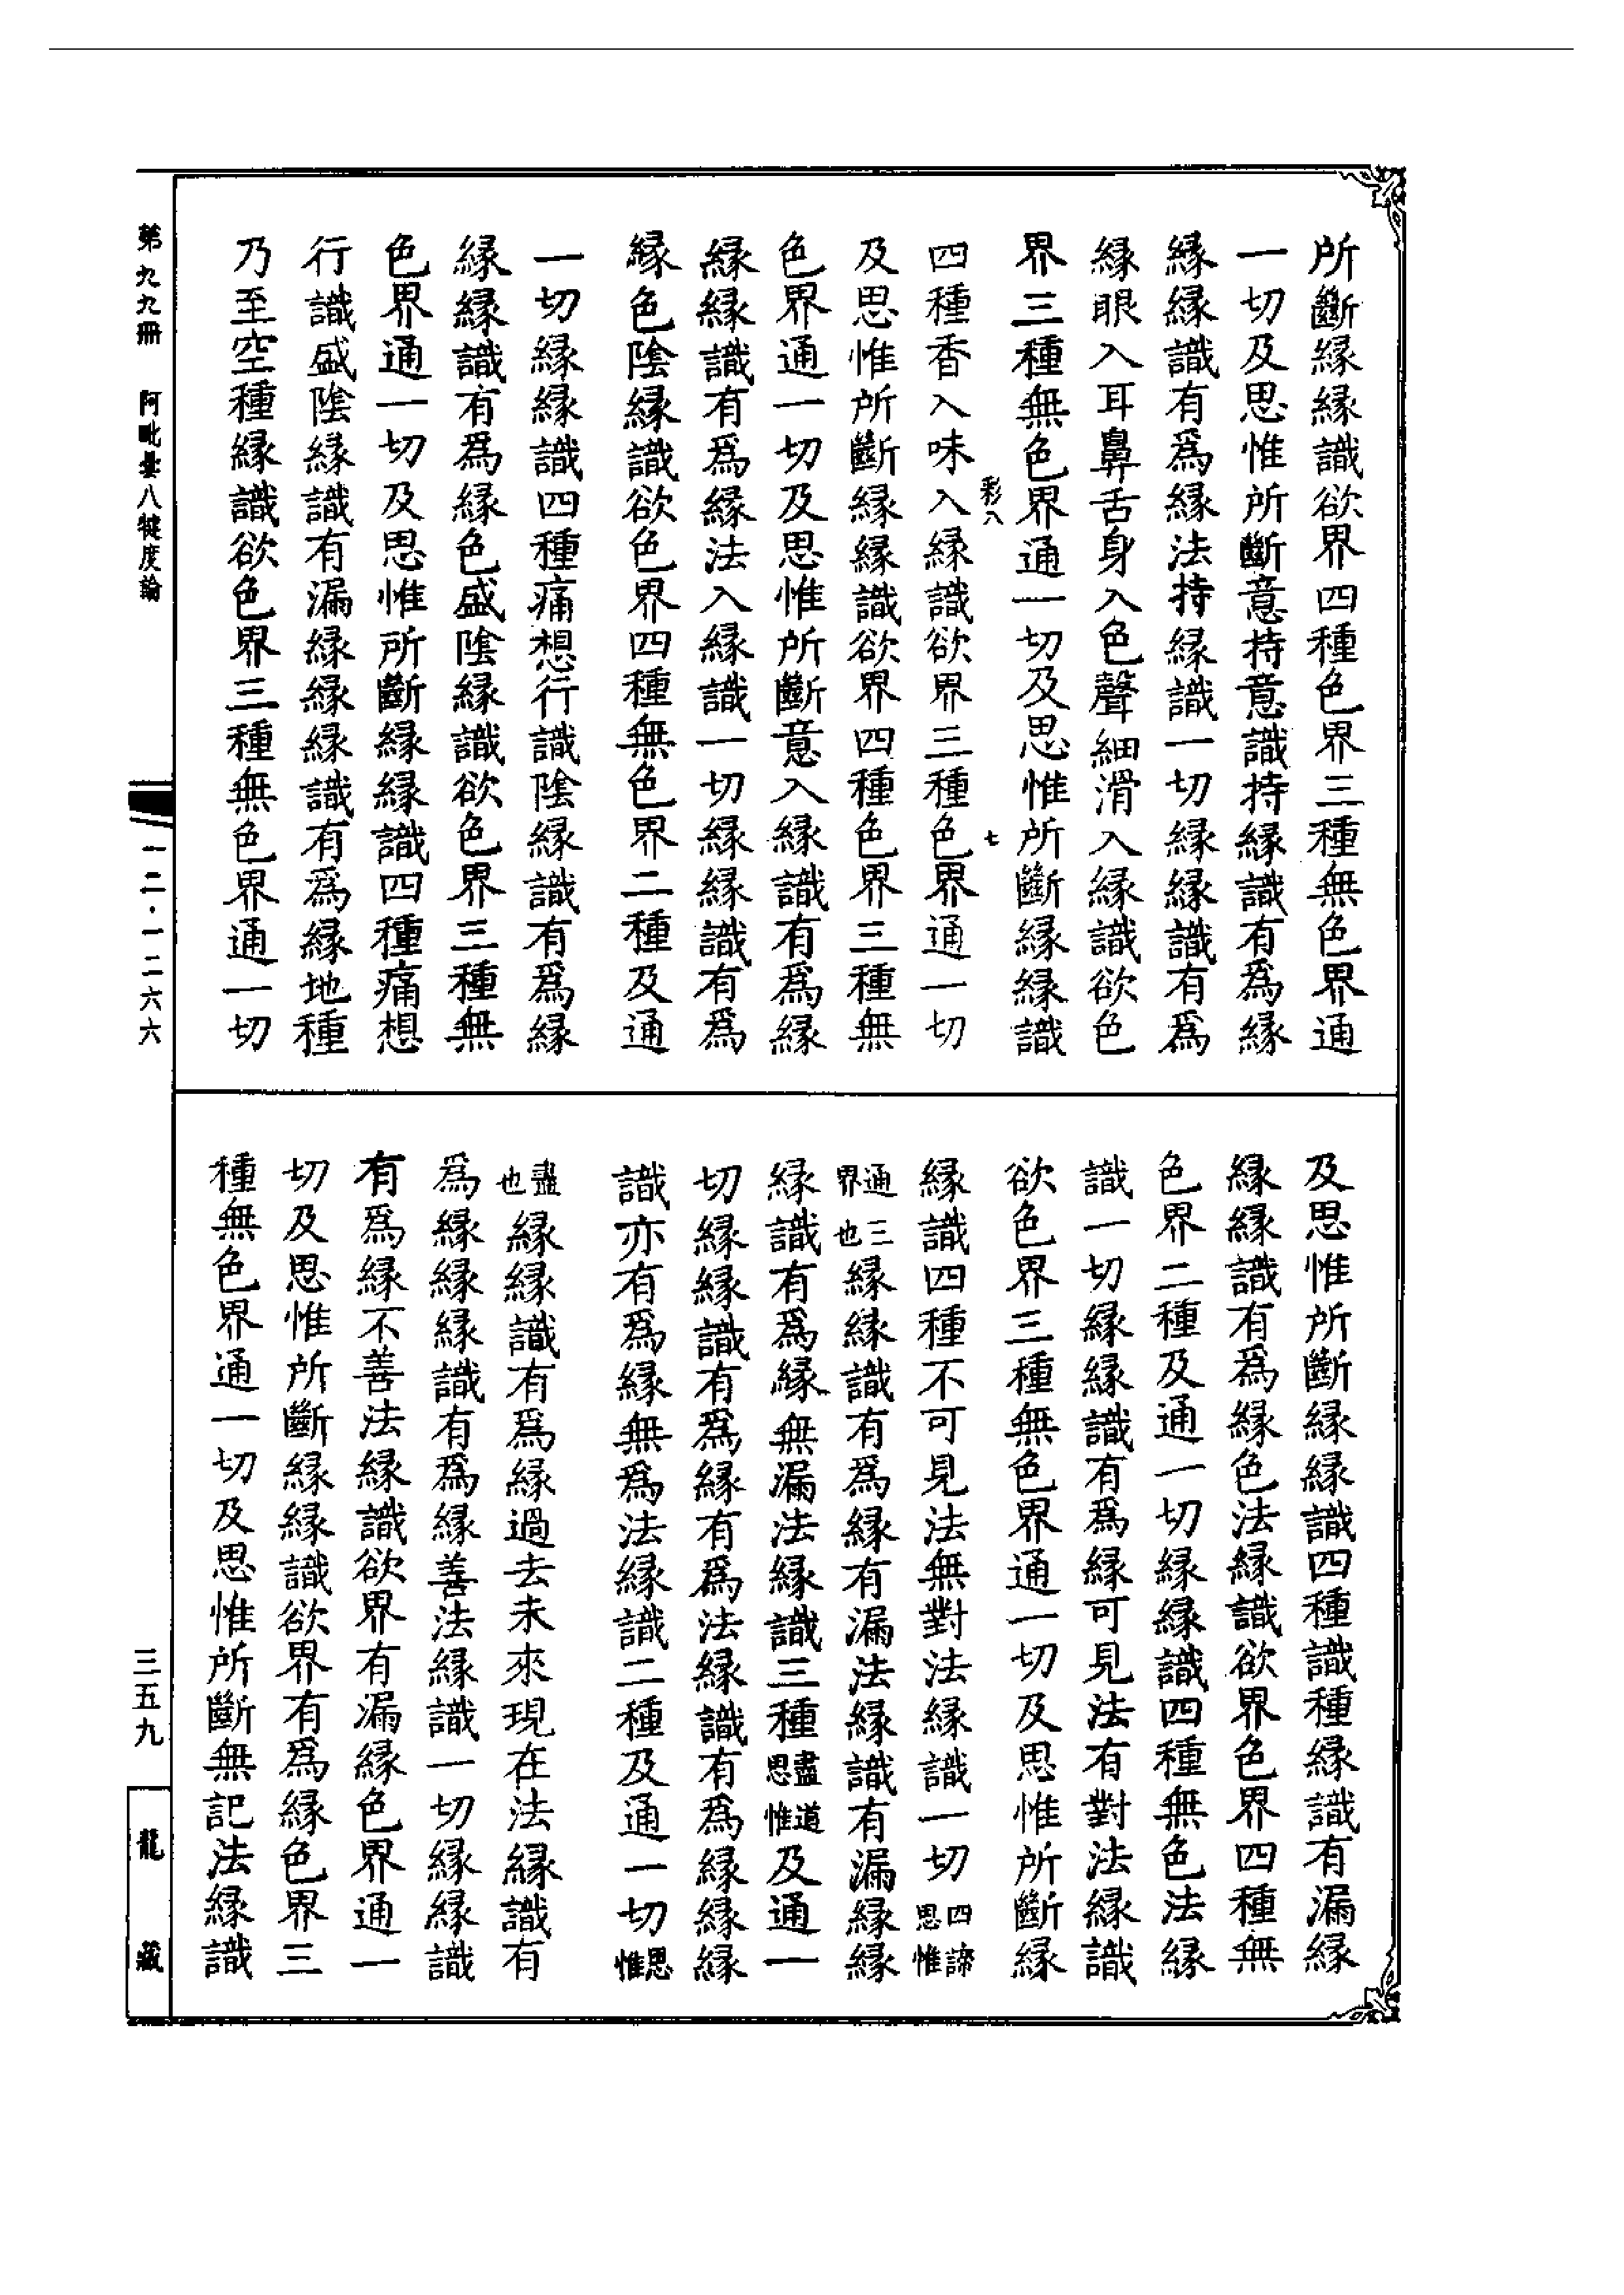 所斷緣緣識欲界四種色界三種無色界通
一切及思惟所斷意持意識持緣識有爲緣
緣緣識有爲緣法持緣識一切緣緣識有爲
緣眼入耳鼻舌身入色聲細滑入緣識欲色
界三種無色界通一切及思惟所斷緣緣識
彩八 七
四種香入味入緣識欲界三種色界通一切
及思惟所斷緣緣識欲界四種色界三種無
色界通一切及思惟所斷意入緣識有爲緣
緣緣識有爲緣法入緣識一切緣緣識有爲
緣色陰緣識欲色界四種無色界二種及通
一切緣緣識四種痛想行識陰緣識有爲緣
緣緣識有爲緣色盛陰緣識欲色界三種無
色界通一切及思惟所斷緣緣識四種痛想
行識盛陰緣識有漏緣緣緣識有爲緣地種
乃至空種緣識欲色界三種無色界通一切
及思惟所斷緣緣識四種識種緣識有漏緣
緣緣識有爲緣色法緣識欲界色界四種無
色界二種及通一切緣緣識四種無色法緣
識一切緣緣識有爲緣可見法有對法緣識
欲色界三種無色界通一切及思惟所斷緣
緣識四種不可見法無對法緣識一切四諦思惟
通三界也緣緣識有爲緣有漏法緣識有漏緣緣
緣識有爲緣無漏法緣識三種盡道思惟及通一
切緣緣識有爲緣有爲法緣識有爲緣緣緣
識亦有爲緣無爲法緣識二種及通一切思惟
盡也緣緣識有爲緣過去未來現在法緣識有
爲緣緣緣識有爲緣善法緣識一切緣緣識
有爲緣不善法緣識欲界有漏緣色界通一
切及思惟所斷緣緣識欲界有爲緣色界三
種無色界通一切及思惟所斷無記法緣識
第九九冊 阿毗曇八犍度論
一二·一二六六
三五九
龍藏